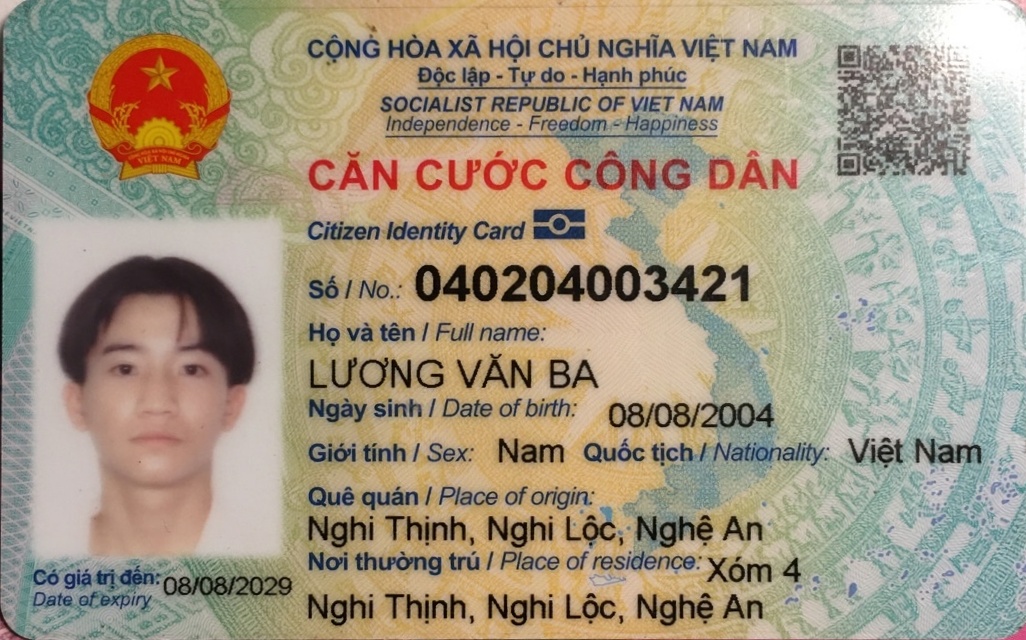 CỘNG HÒA XÃ HỘI CHỦ NGHĨA VIỆT NAM
Độc lập - Tự do - Hạnh phúc
SOCIALIST REPUBLIC OF VIET NAM
Independence - Freedom - Happiness
CĂN CƯỚC CÔNG DÂN
Citizen Identity Card
VIỆT NAM
Số / No.: 040204003421
Họ và tên / Full name:
LƯƠNG VĂN BA
Ngày sinh / Date of birth: 08/08/2004
Giới tính / Sex: Nam Quốc tịch / Nationality: Việt Nam
Quê quán / Place of origin:
Nghi Thịnh, Nghi Lộc, Nghệ An
Nơi thường trú / Place of residence: Xóm 4
Nghi Thịnh, Nghi Lộc, Nghệ An
Có giá trị đến: 08/08/2029
Date of expiry